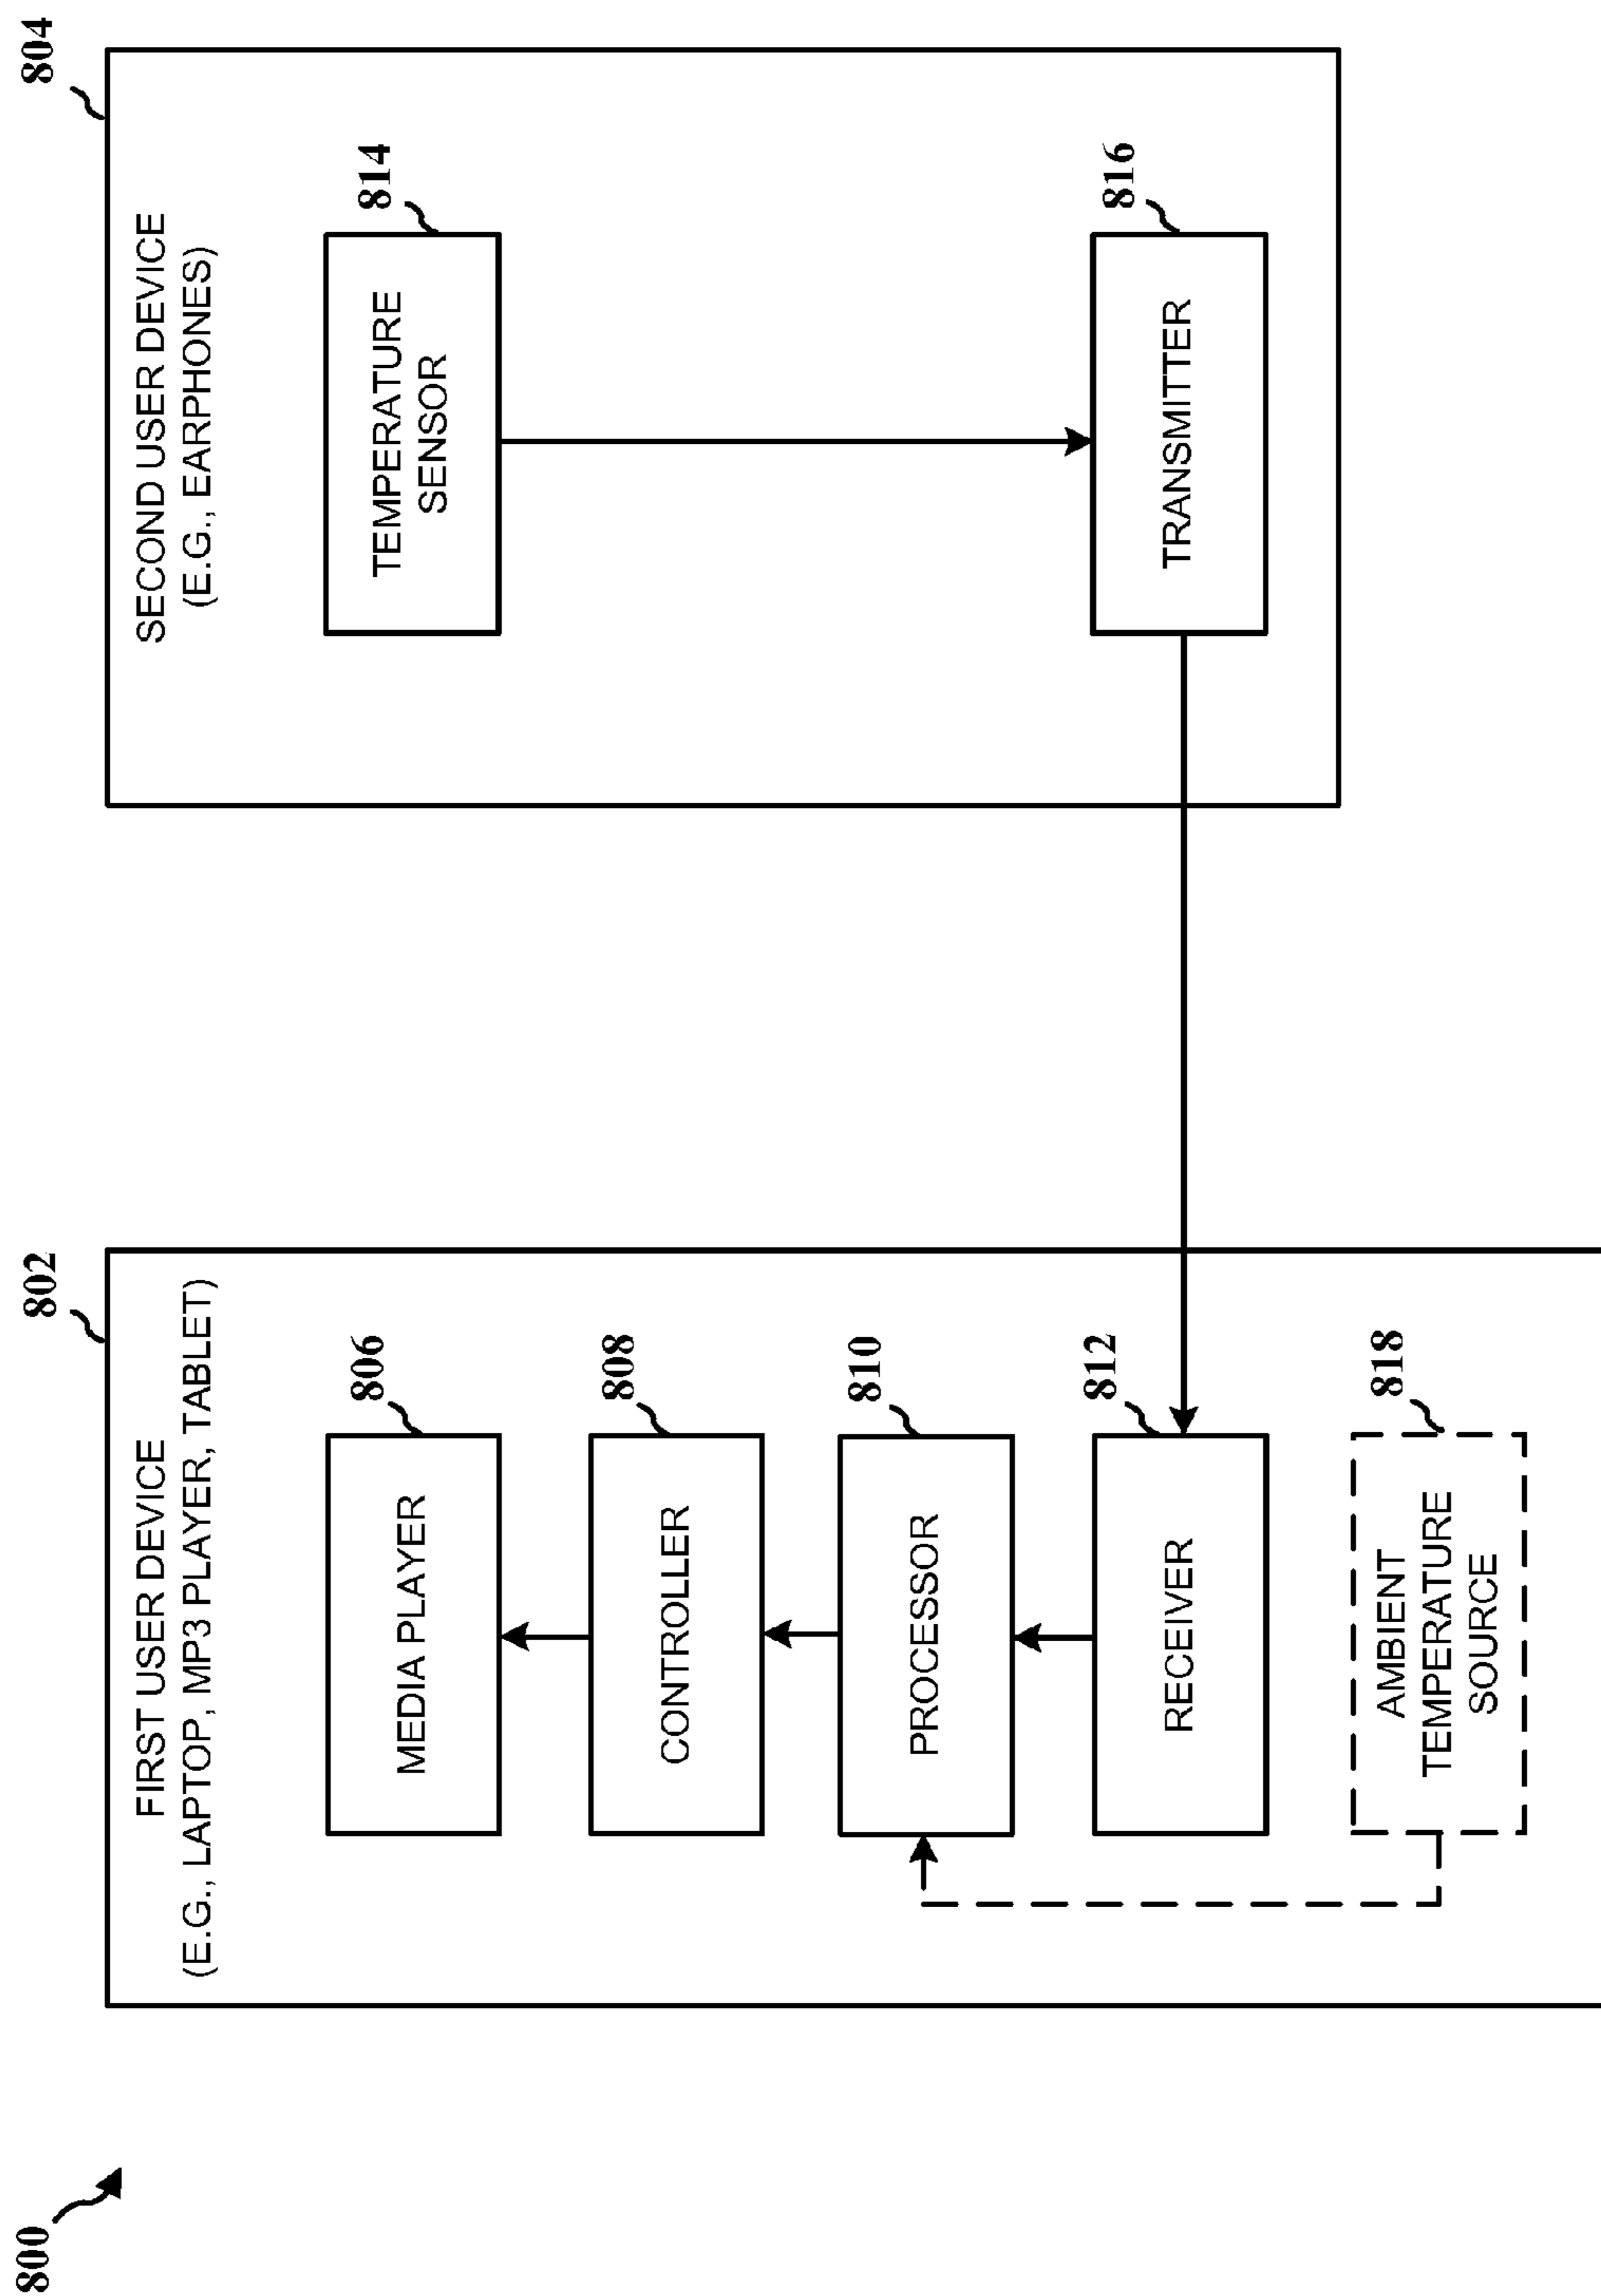 800
802
FIRST USER DEVICE
(E.G., LAPTOP, MP3 PLAYER, TABLET)
806
MEDIA PLAYER
808
CONTROLLER
810
PROCESSOR
812
RECEIVER
818
AMBIENT
TEMPERATURE
SOURCE
804
SECOND USER DEVICE
(E.G., EARPHONES)
814
TEMPERATURE
SENSOR
816
TRANSMITTER